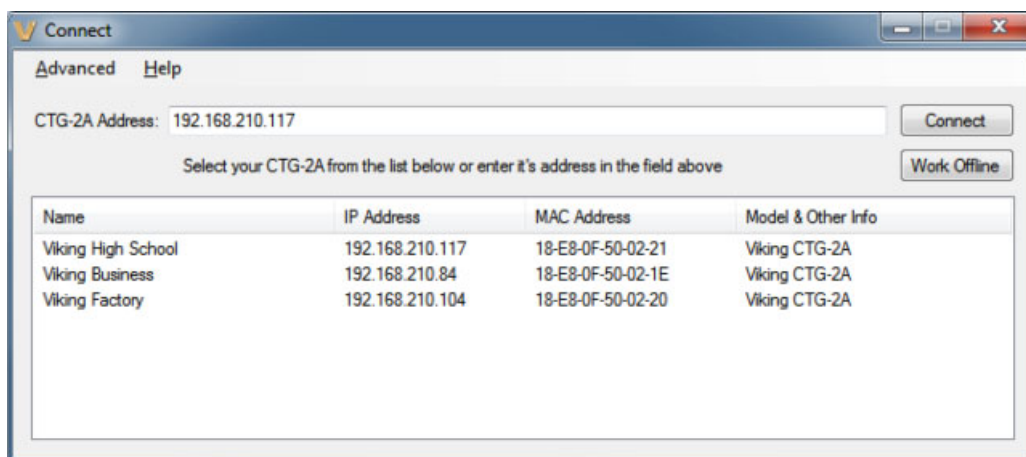 Connect
Advanced Help
CTG-2A Address: 192.168.210.117 Connect
Select your CTG-2A from the list below or enter it's address in the field above Work Offline
Name IP Address MAC Address Model & Other Info
Viking High School 192.168.210.117 18-E8-0F-50-02-21 Viking CTG-2A
Viking Business 192.168.210.84 18-E8-0F-50-02-1E Viking CTG-2A
Viking Factory 192.168.210.104 18-E8-0F-50-02-20 Viking CTG-2A